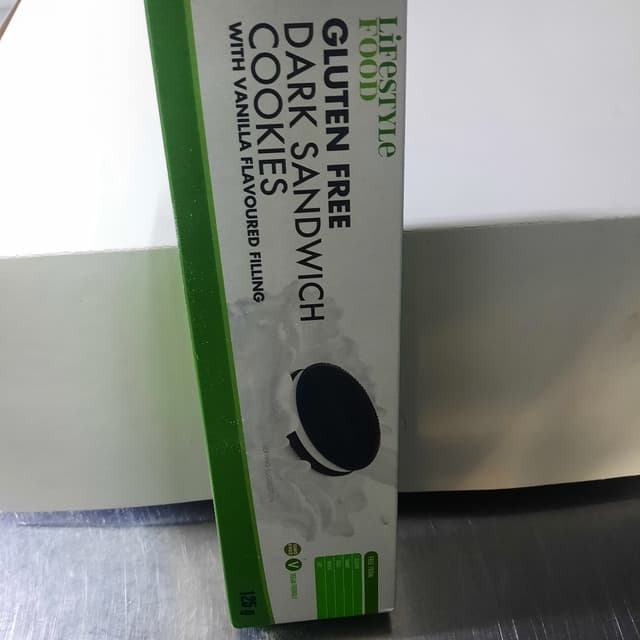 LiFeSTYLe
FOOD
GLUTEN FREE
DARK SANDWICH
COOKIES
WITH VANILLA FLAVOURED FILLING
125 g